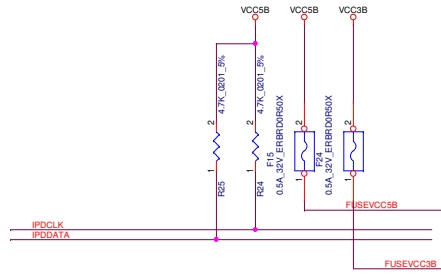 VCC5B
VCC5B
VCC3B
4.7K_0201_5%
4.7K_0201_5%
2
2
2
2
F15
0.5A_32V_ERBRD0R50X
F24
0.5A_32V_ERBRD0R50X
1
1
1
1
R25
R24
FUSEVCC5B
IPDCLK
IPDDATA
FUSEVCC3B